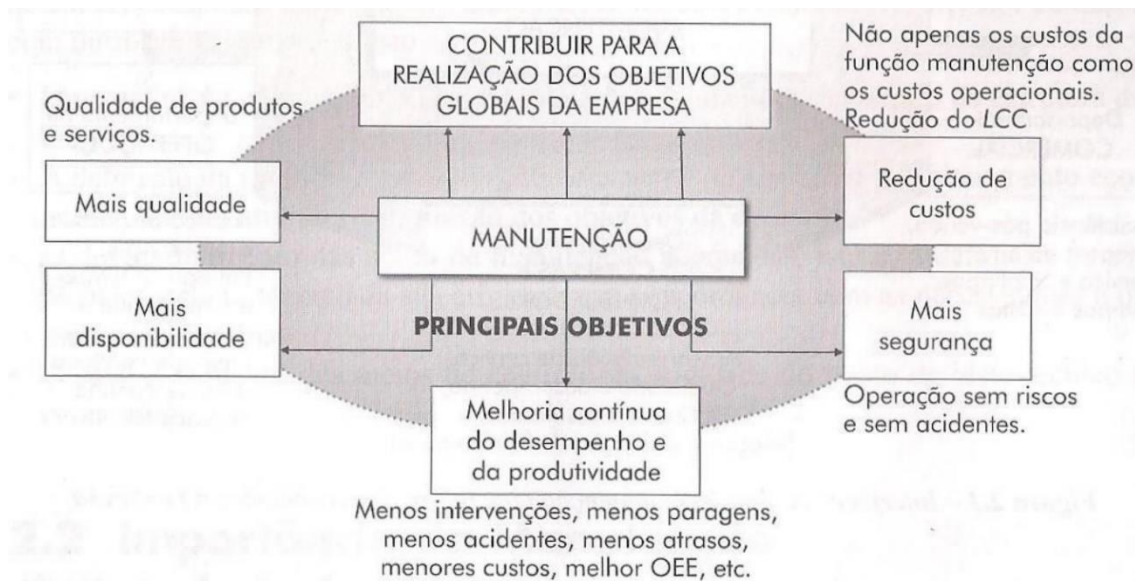 CONTRIBUIR PARA A
REALIZAÇÃO DOS OBJETIVOS
GLOBAIS DA EMPRESA
Não apenas os custos da
função manutenção como
os custos operacionais.
Redução do LCC
Qualidade de produtos
e serviços.
Mais qualidade
MANUTENÇÃO
Redução de
custos
Mais
disponibilidade
PRINCIPAIS OBJETIVOS
Mais
segurança
Operação sem riscos
e sem acidentes.
Melhoria contínua
do desempenho e
da produtividade
Menos intervenções, menos paragens,
menos acidentes, menos atrasos,
menores custos, melhor OEE, etc.